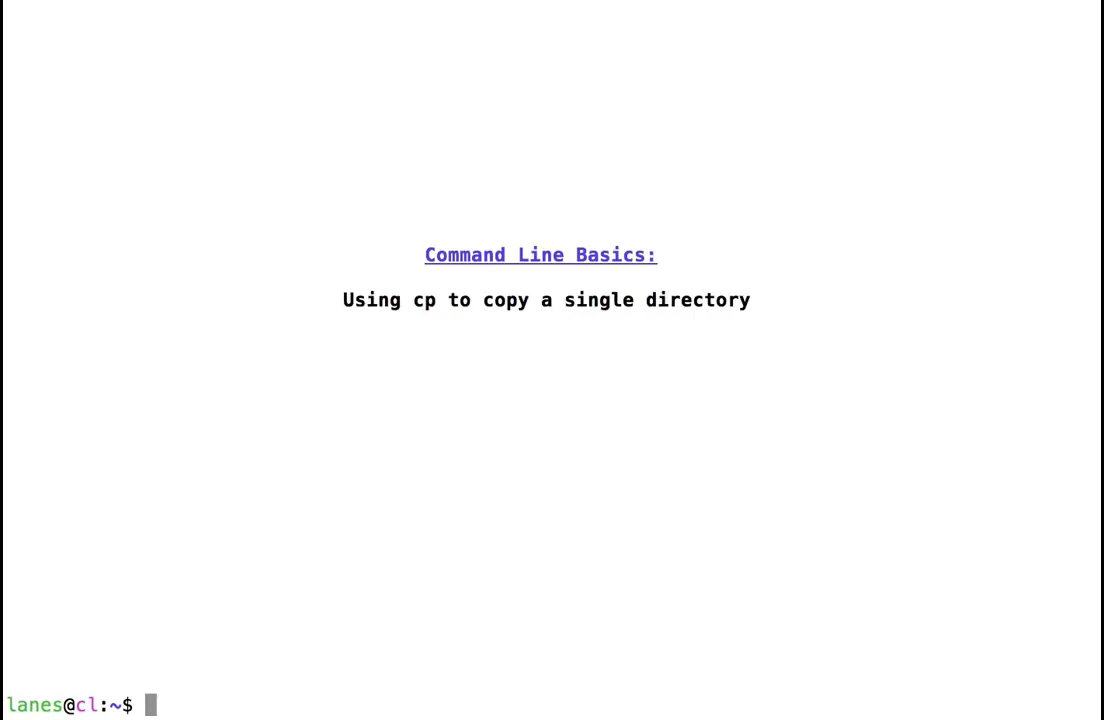 Command Line Basics:
Using cp to copy a single directory
lanes@cl:~$